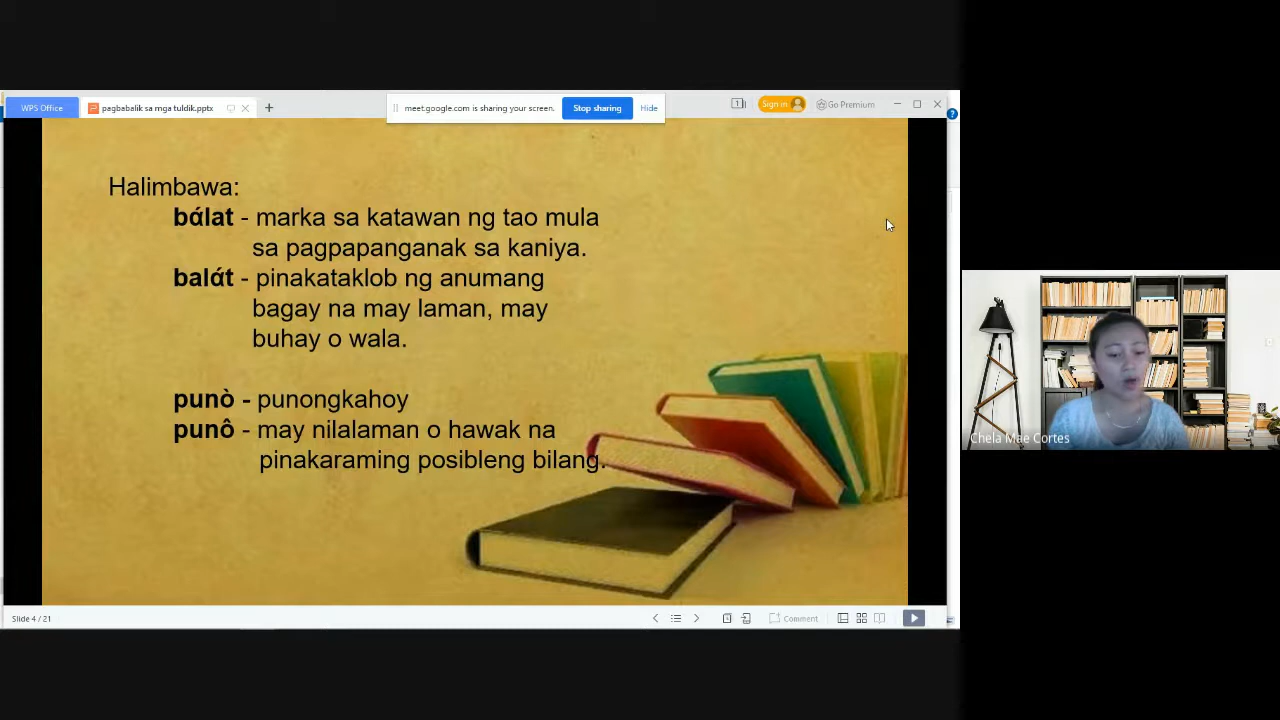 WPS Office
pagbabalik sa mga tuldik.pptx
meet.google.com is sharing your screen.
Stop sharing
Hide
1
Sign in
Go Premium
Halimbawa:
bάlat - marka sa katawan ng tao mula
sa pagpapanganak sa kaniya.
balάt - pinakataklob ng anumang
bagay na may laman, may
buhay o wala.
punò - punongkahoy
punô - may nilalaman o hawak na
pinakaraming posibleng bilang.
Chela Mae Cortes
Slide 4 / 21
Comment